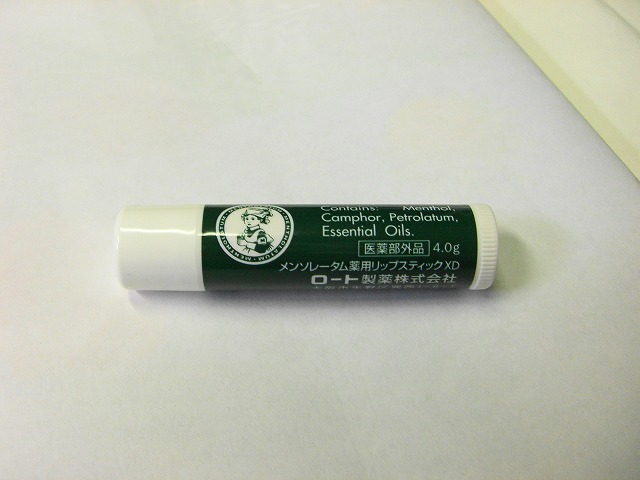 Contains: Menthol,
Camphor, Petrolatum,
Essential Oils.
医薬部外品 4.0g
メンソレータム薬用リップスティックXD
ロート製薬株式会社